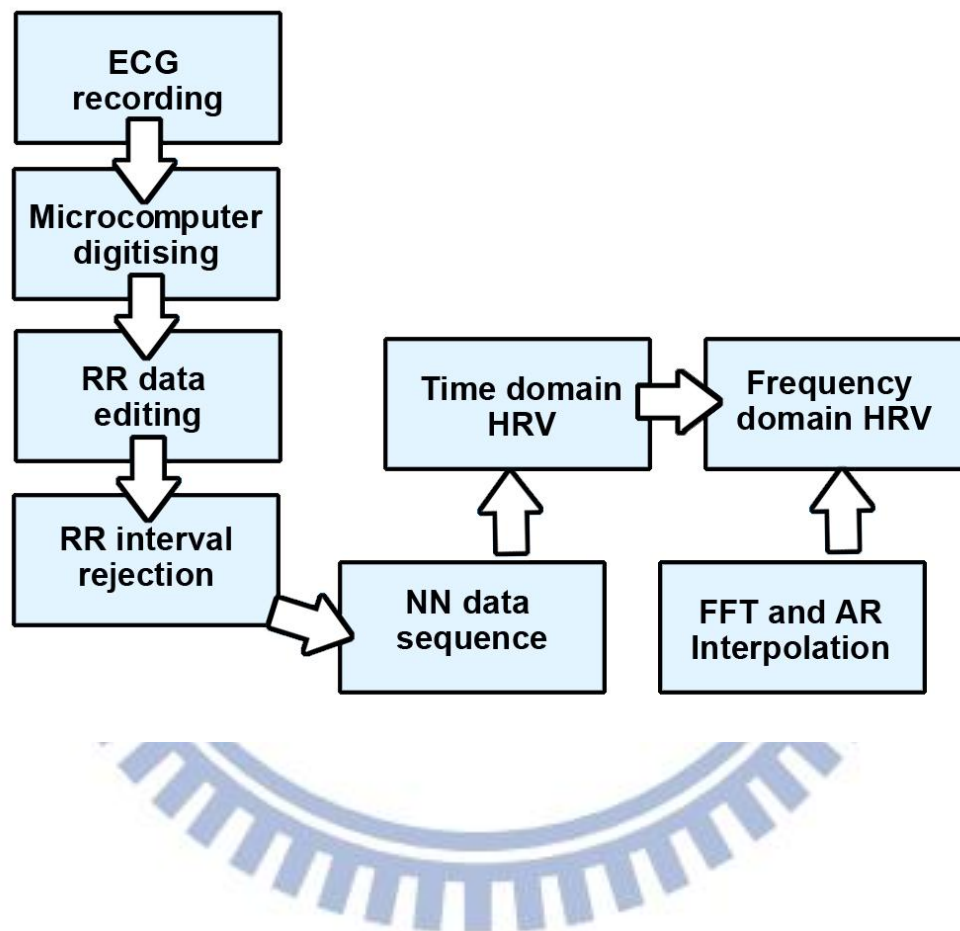 ECG
recording
Microcomputer
digitising
RR data
editing
RR interval
rejection
NN data
sequence
Time domain
HRV
Frequency
domain HRV
FFT and AR
Interpolation